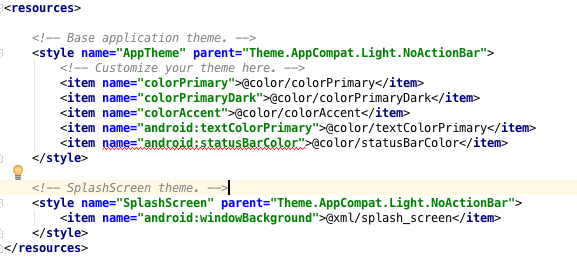 <resources>
<!-- Base application theme. -->
<style name="AppTheme" parent="Theme.AppCompat.Light.NoActionBar">
<!-- Customize your theme here. -->
<item name="colorPrimary">@color/colorPrimary</item>
<item name="colorPrimaryDark">@color/colorPrimaryDark</item>
<item name="colorAccent">@color/colorAccent</item>
<item name="android:textColorPrimary">@color/textColorPrimary</item>
<item name="android:statusBarColor">@color/statusBarColor</item>
</style>
<!-- SplashScreen theme. -->
<style name="SplashScreen" parent="Theme.AppCompat.Light.NoActionBar">
<item name="android:windowBackground">@xml/splash_screen</item>
</style>
</resources>